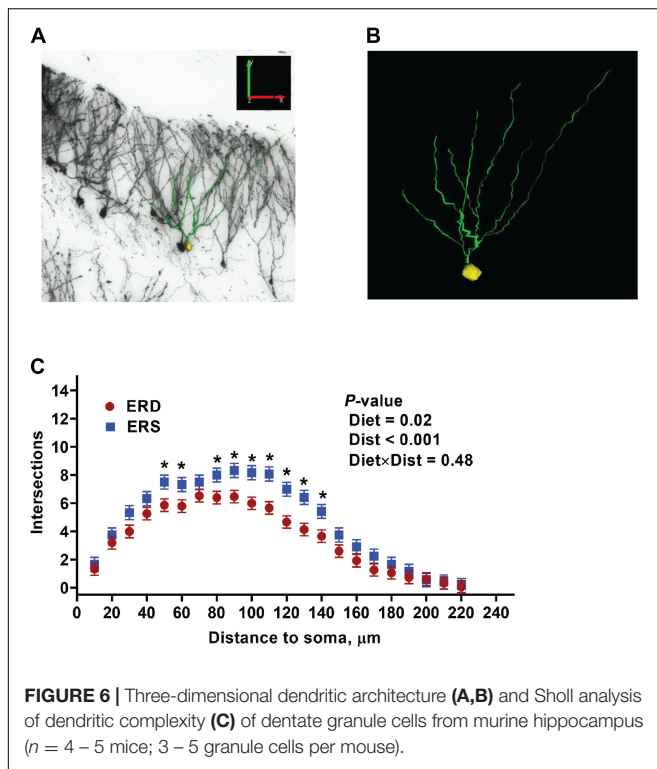 A
B
y
z
x
C
14
12
10
8
6
4
2
0
Intersections
ERD
ERS
* * * * * * * * *
P-value
Diet = 0.02
Dist < 0.001
Diet×Dist = 0.48
0 20 40 60 80 100 120 140 160 180 200 220 240
Distance to soma, μm
FIGURE 6 | Three-dimensional dendritic architecture (A,B) and Sholl analysis
of dendritic complexity (C) of dentate granule cells from murine hippocampus
(n = 4 – 5 mice; 3 – 5 granule cells per mouse).